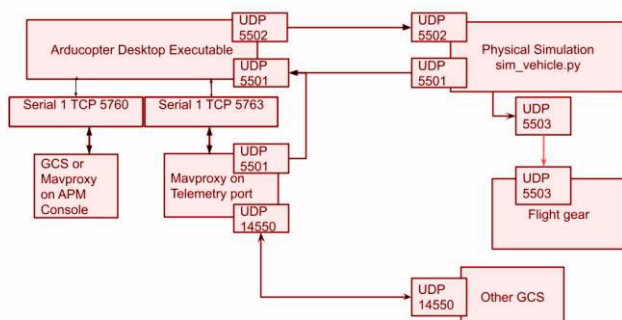 UDP
5502
Arducopter Desktop Executable
UDP
5501
UDP
5502
Physical Simulation
sim_vehicle.py
UDP
5501
Serial 1 TCP 5760
Serial 1 TCP 5763
UDP
5503
GCS or
Mavproxy
on APM
Console
UDP
5501
Mavproxy on
Telemetry port
UDP
14550
UDP
5503
Flight gear
UDP
14550
Other GCS